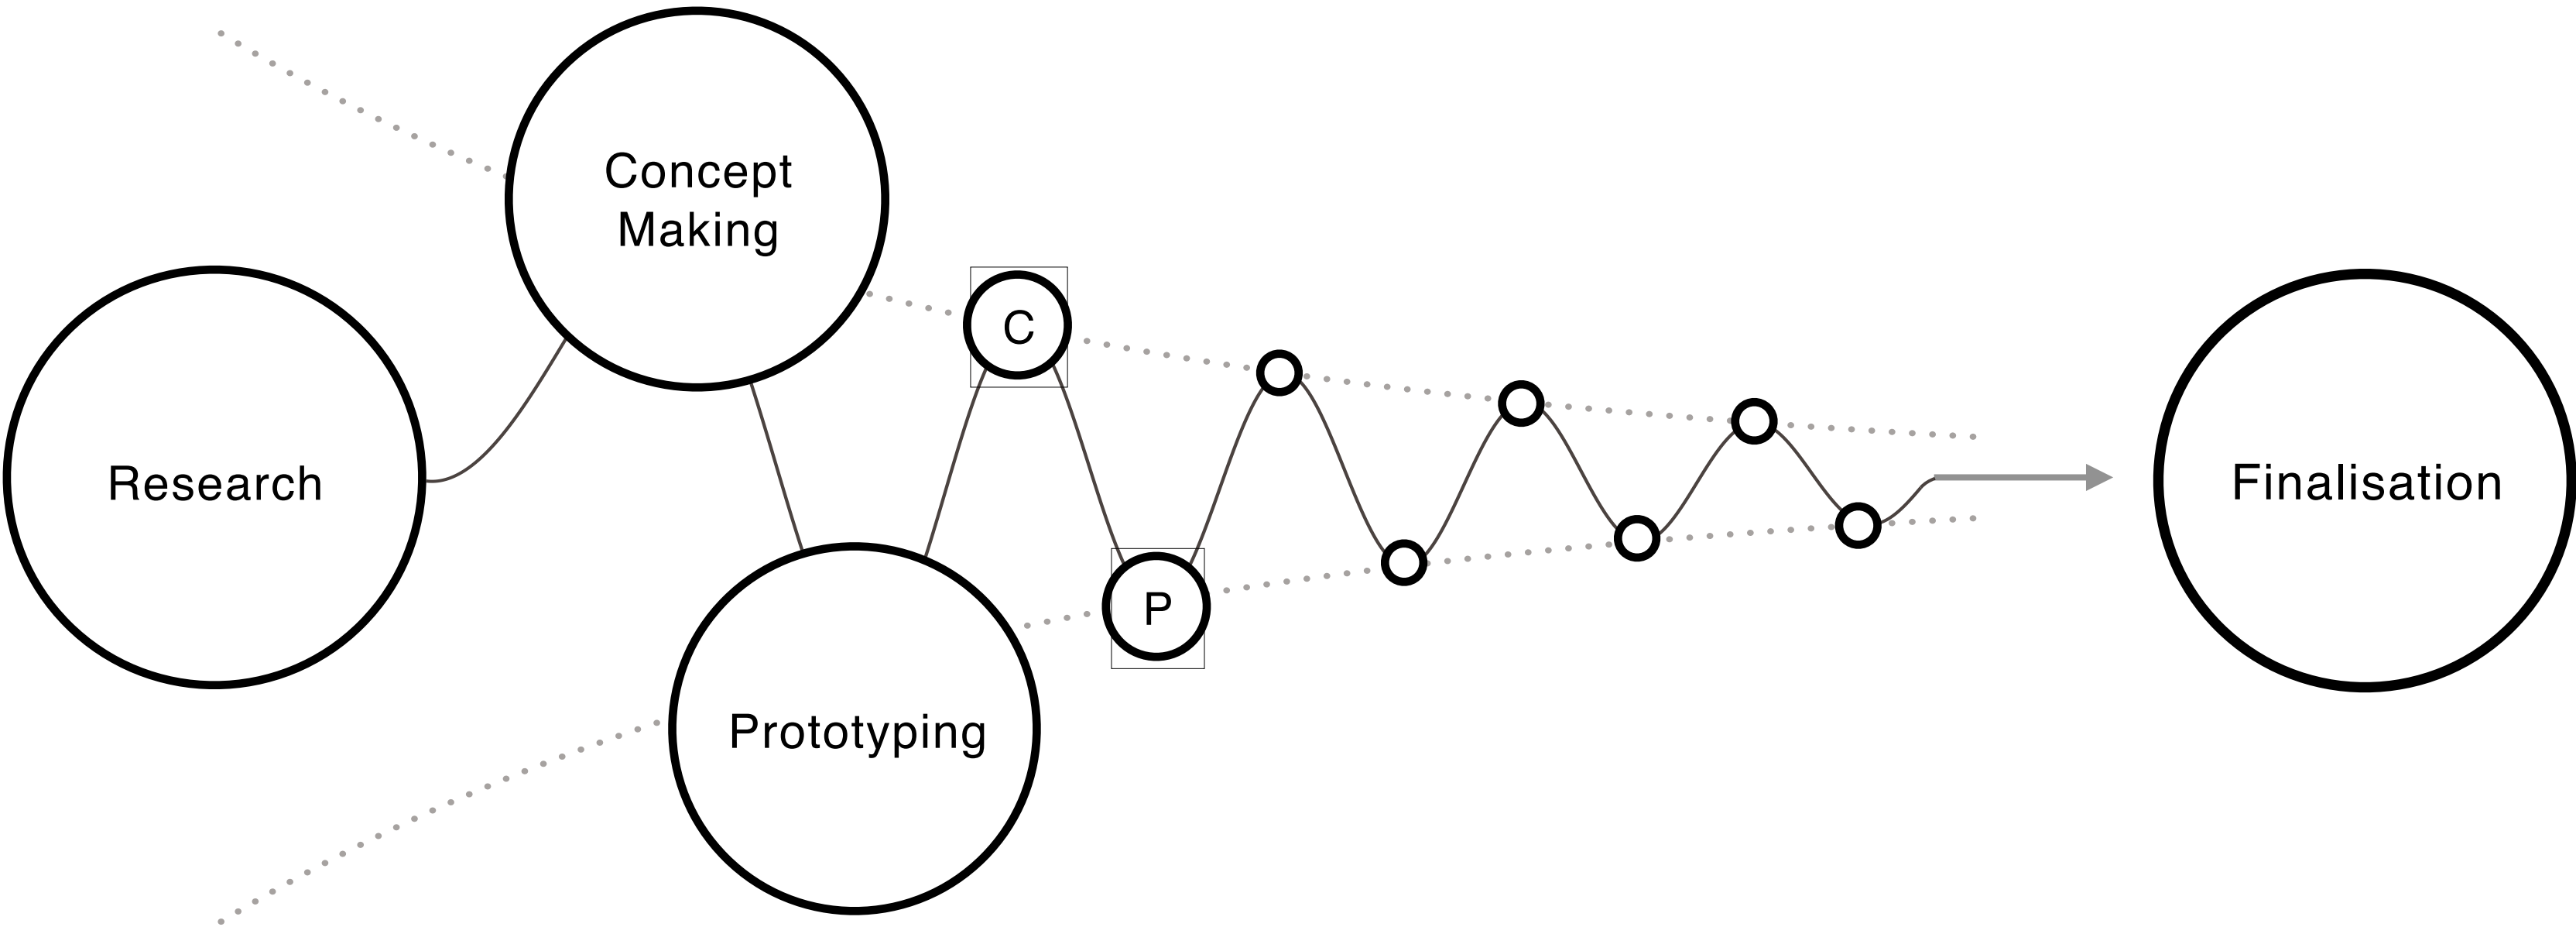 Concept
Making
Research
Prototyping
C
P
Finalisation